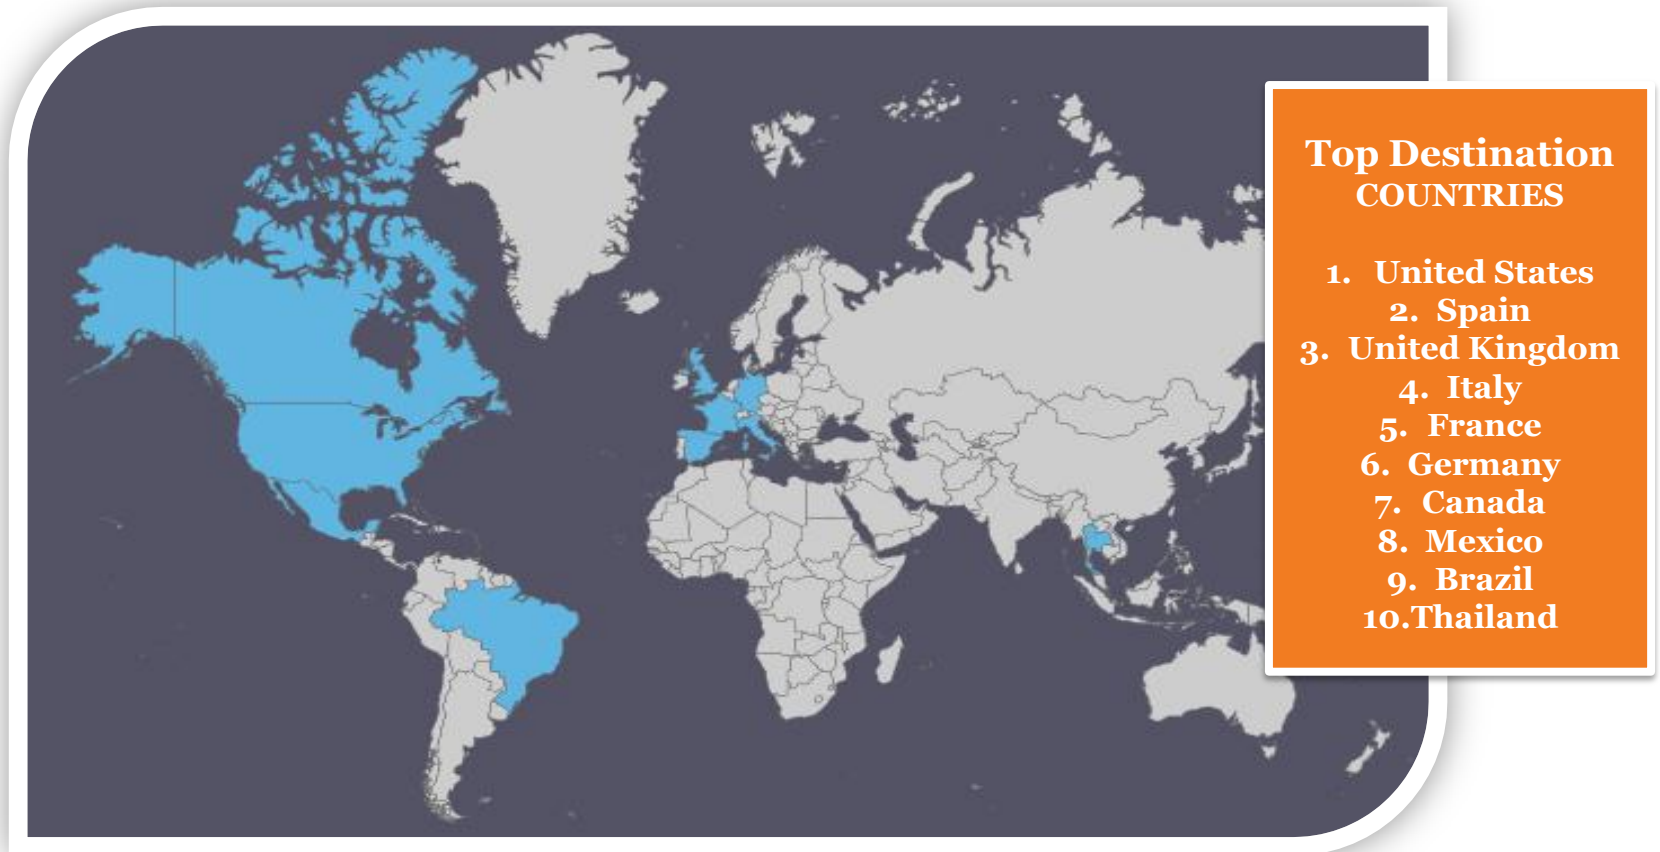 Top Destination
COUNTRIES
1. United States
2. Spain
3. United Kingdom
4. Italy
5. France
6. Germany
7. Canada
8. Mexico
9. Brazil
10.Thailand